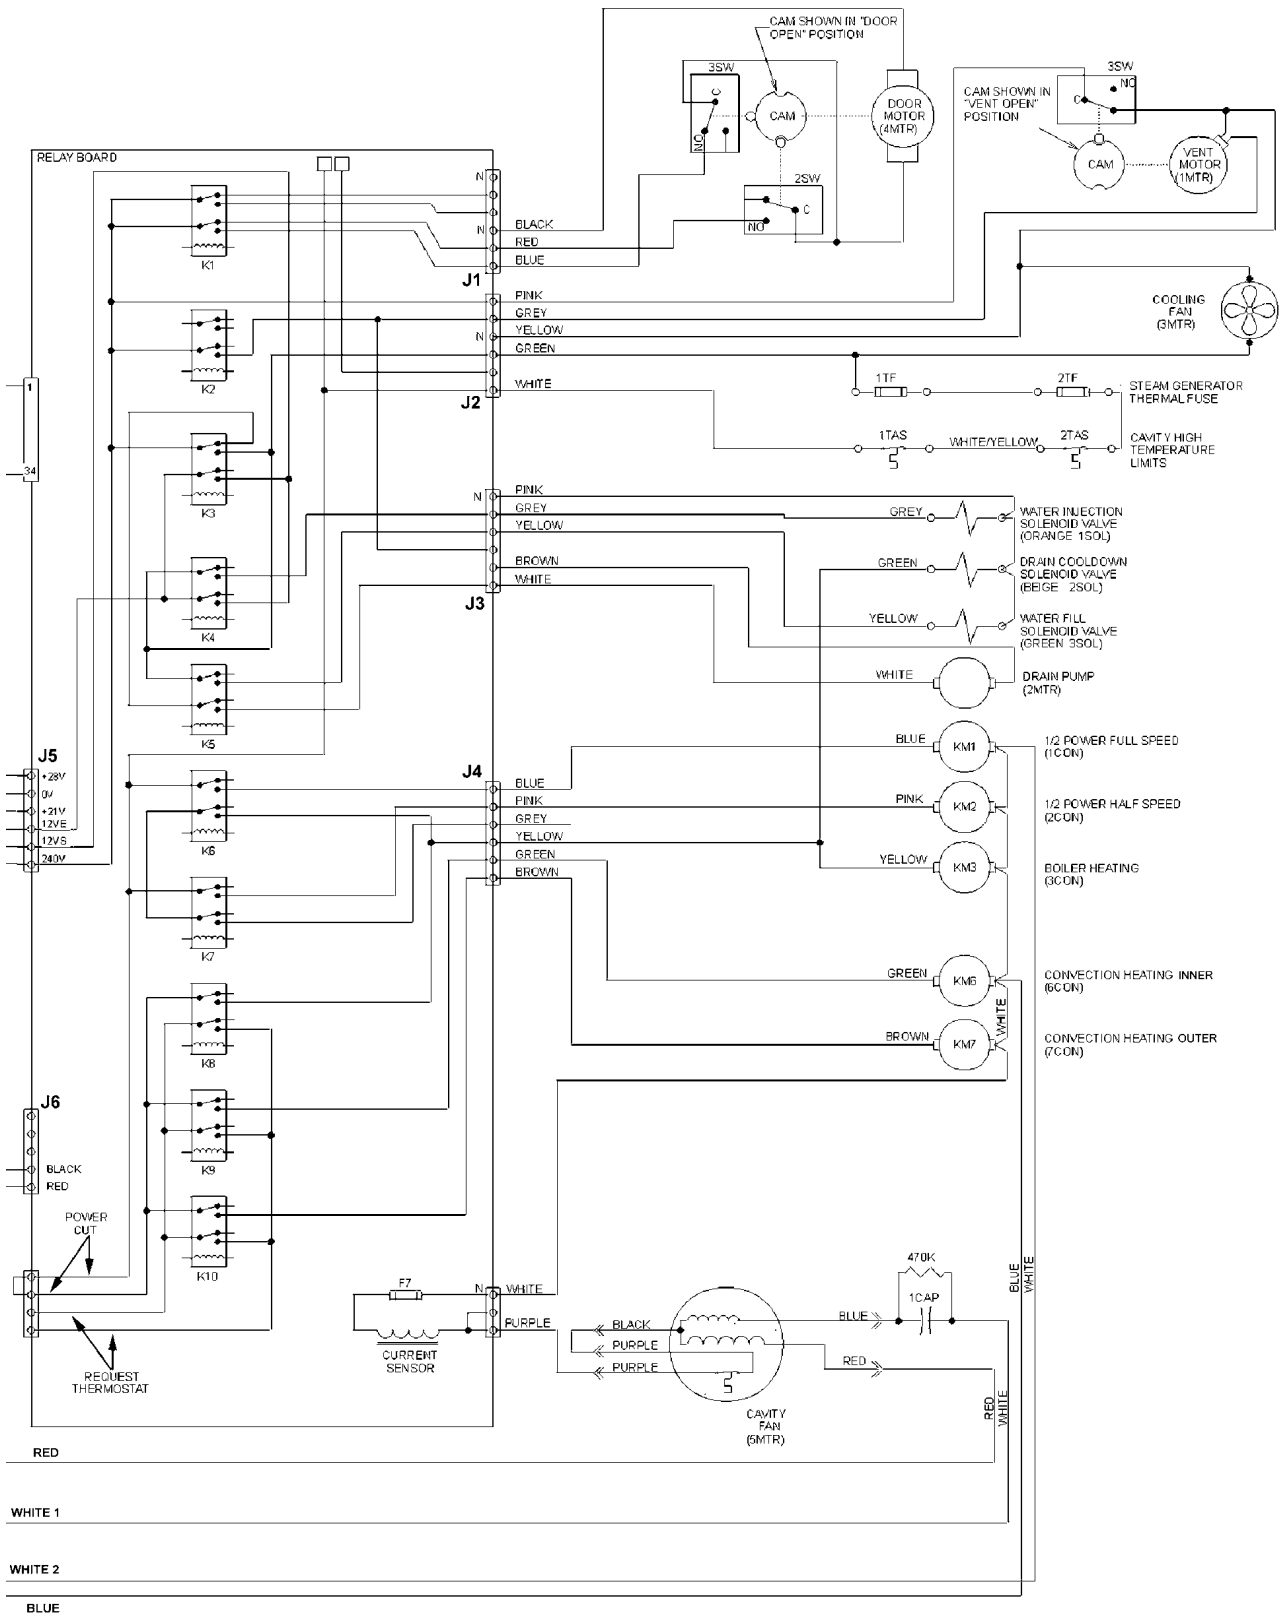 CAM SHOWN IN "DOOR
OPEN" POSITION
3SW
C
NO
CAM
DOOR
MOTOR
(4MTR)
2SW
C
NO
3SW
NO
C
CAM SHOWN IN
"VENT OPEN"
POSITION
CAM
VENT
MOTOR
(1MTR)
RELAY BOARD
N
N
BLACK
RED
BLUE
J1
K1
PINK
GREY
N
YELLOW
GREEN
WHITE
J2
K2
COOLING
FAN
(3MTR)
1TF
2TF
STEAM GENERATOR
THERMAL FUSE
1TAS
WHITE/YELLOW
2TAS
CAVITY HIGH
TEMPERATURE
LIMITS
1
34
K3
N
PINK
GREY
YELLOW
BROWN
WHITE
J3
GREY
WATER INJECTION
SOLENOID VALVE
(ORANGE 1SOL)
GREEN
DRAIN COOLDOWN
SOLENOID VALVE
(BEIGE 2SOL)
YELLOW
WATER FILL
SOLENOID VALVE
(GREEN 3SOL)
K4
WHITE
DRAIN PUMP
(2MTR)
K5
J5
+28V
0V
+21V
12VE
12VS
240V
J4
BLUE
PINK
GREY
YELLOW
GREEN
BROWN
BLUE
KM1
1/2 POWER FULL SPEED
(1CON)
PINK
KM2
1/2 POWER HALF SPEED
(2CON)
YELLOW
KM3
BOILER HEATING
(3CON)
K6
K7
GREEN
KM6
CONVECTION HEATING INNER
(6CON)
WHITE
BROWN
KM7
CONVECTION HEATING OUTER
(7CON)
K8
J6
BLACK
RED
K9
POWER
CUT
K10
REQUEST
THERMOSTAT
F7
N
WHITE
PURPLE
CURRENT
SENSOR
BLACK
PURPLE
PURPLE
CAVITY
FAN
(5MTR)
BLUE
RED
470K
1CAP
BLUE
WHITE
RED
WHITE
RED
WHITE 1
WHITE 2
BLUE